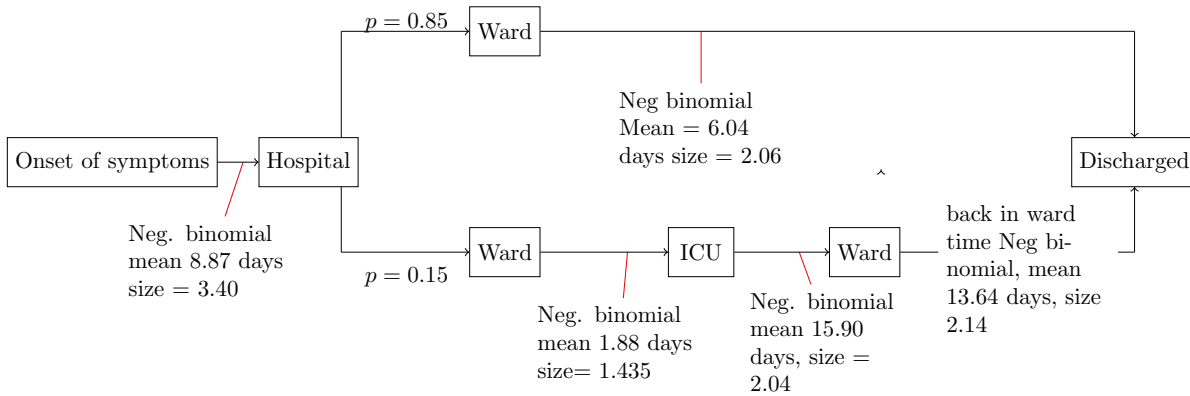 p = 0.85
Ward
Neg binomial
Mean = 6.04
days size = 2.06
Onset of symptoms
Hospital
Discharged
Neg. binomial
mean 8.87 days
size = 3.40
p = 0.15
Ward
ICU
Ward
back in ward
time Neg bi-
nomial, mean
13.64 days, size
2.14
Neg. binomial
mean 1.88 days
size= 1.435
Neg. binomial
mean 15.90
days, size =
2.04